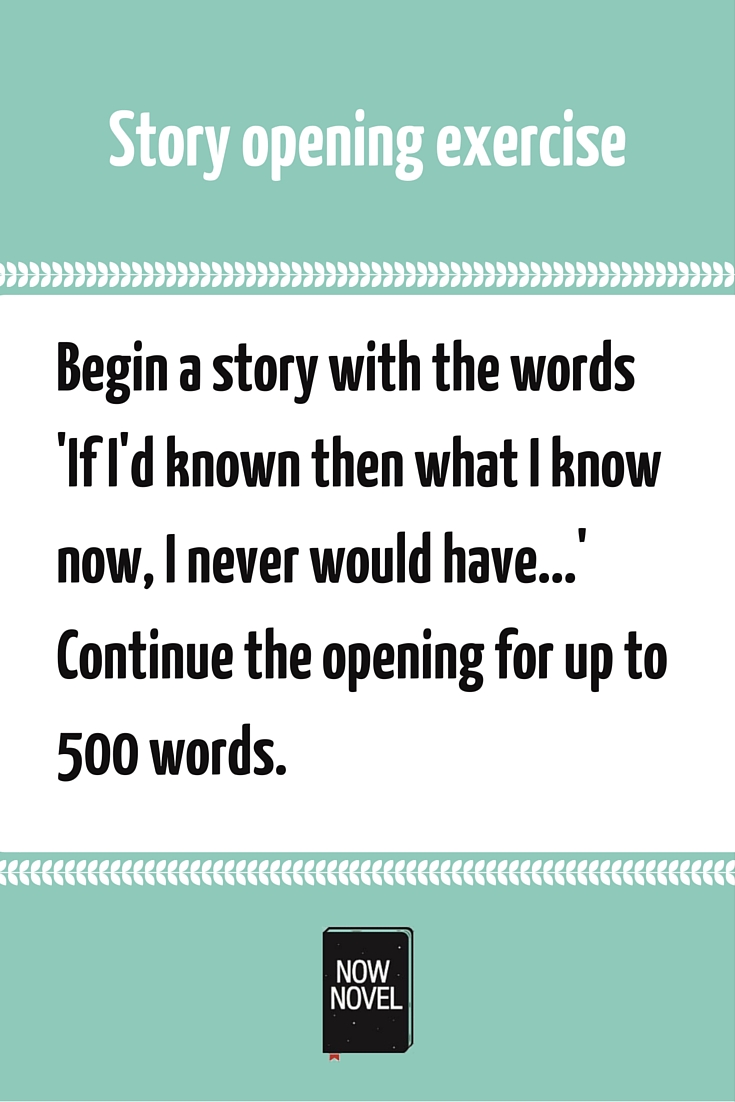 Story opening exercise
Begin a story with the words
'If I'd known then what I know
now, I never would have...'
Continue the opening for up to
500 words.
NOW
NOVEL